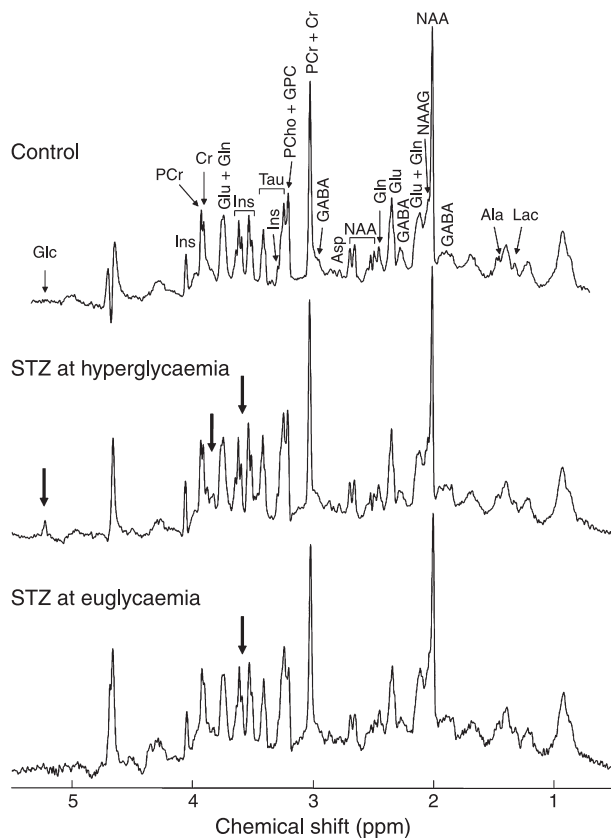 NAA
PCr + Cr
PCho + GPC
Control
Cr
PCr
Glu + Gln
Ins
Tau
Ins
GABA
Asp
NAA
Gln
Glu
GABA
Glu + Gln
NAAG
GABA
Ala
Lac
Glc
Ins
STZ at hyperglycaemia
STZ at euglycaemia
5 4 3 2 1
Chemical shift (ppm)